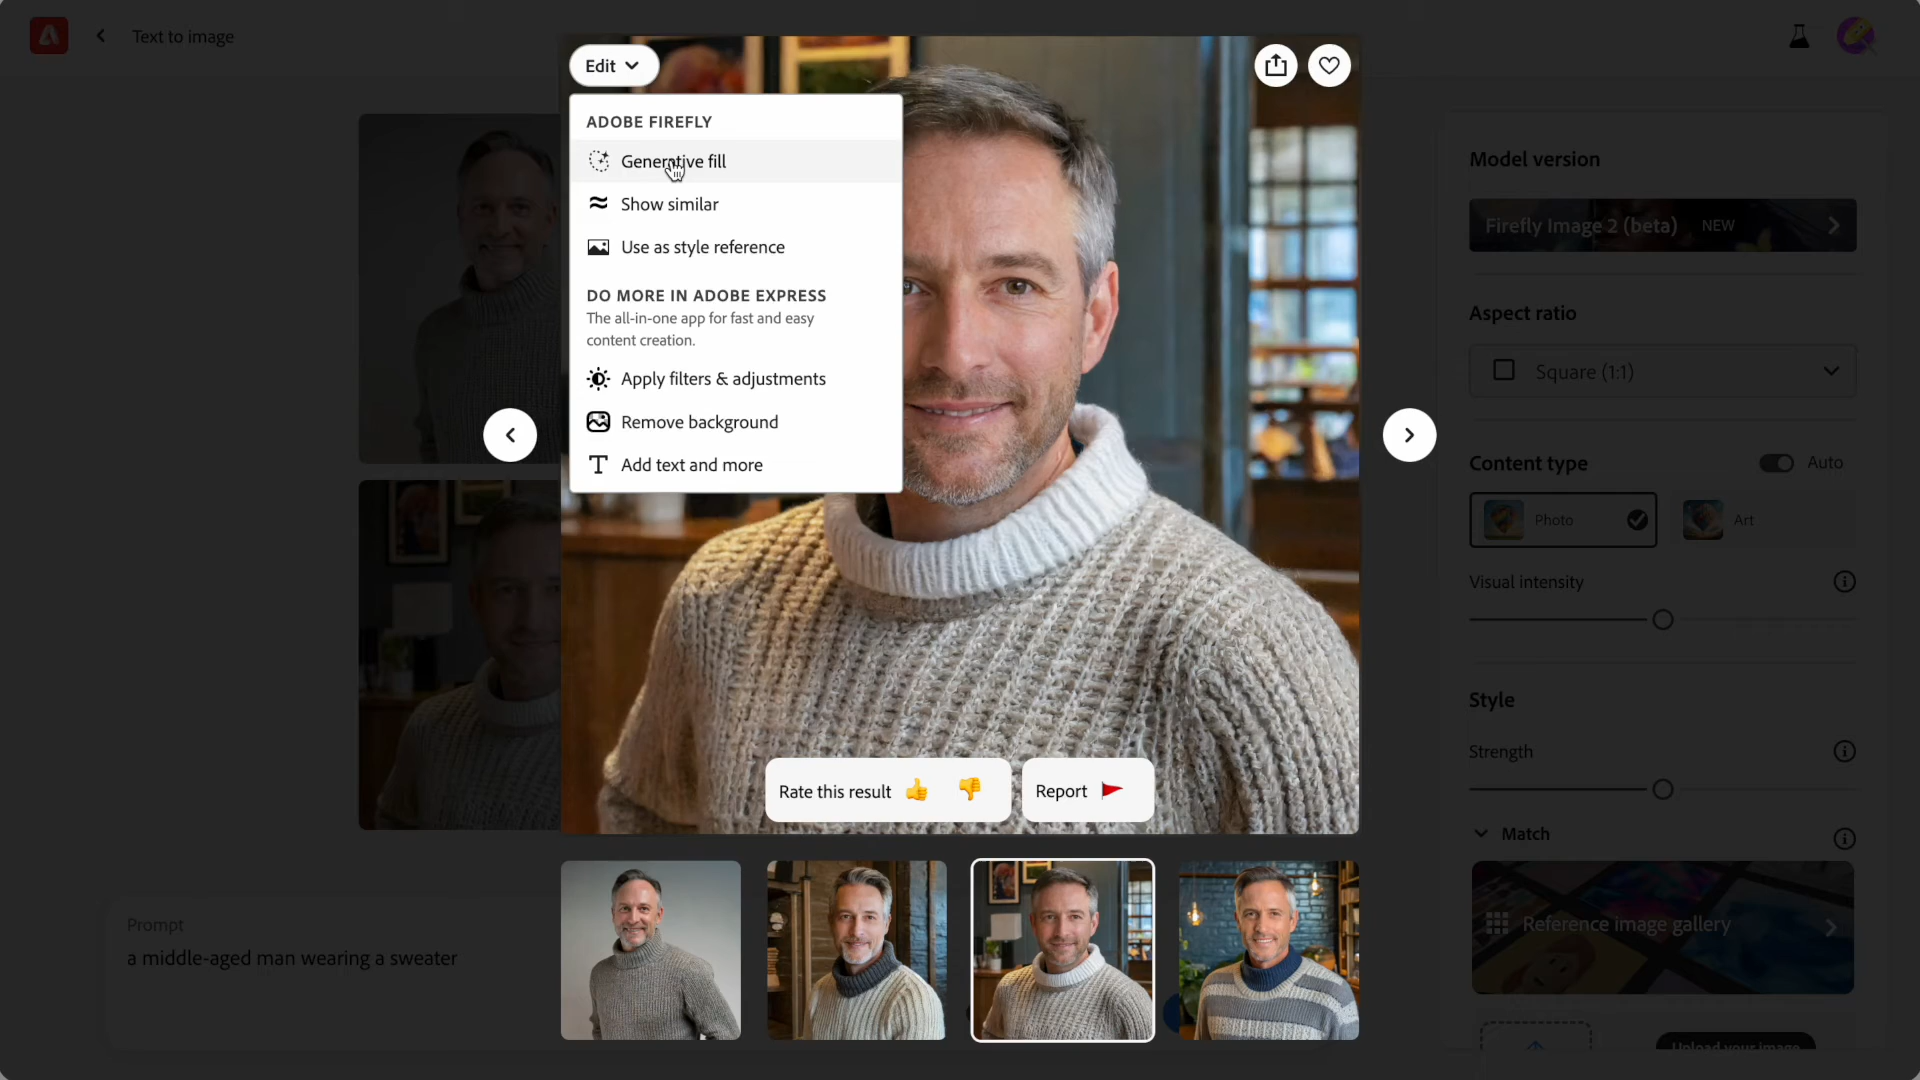 Text to image
Edit
ADOBE FIREFLY
Generative fill
Show similar
Use as style reference
DO MORE IN ADOBE EXPRESS
The all-in-one app for fast and easy
content creation.
Apply filters & adjustments
Remove background
Add text and more
Rate this result
Report
Prompt
a middle-aged man wearing a sweater
Model version
Firefly Image 2 (beta) NEW
Aspect ratio
Square (1:1)
Content type
Auto
Photo
Art
Visual intensity
Style
Strength
Match
Reference image gallery
Upload your image